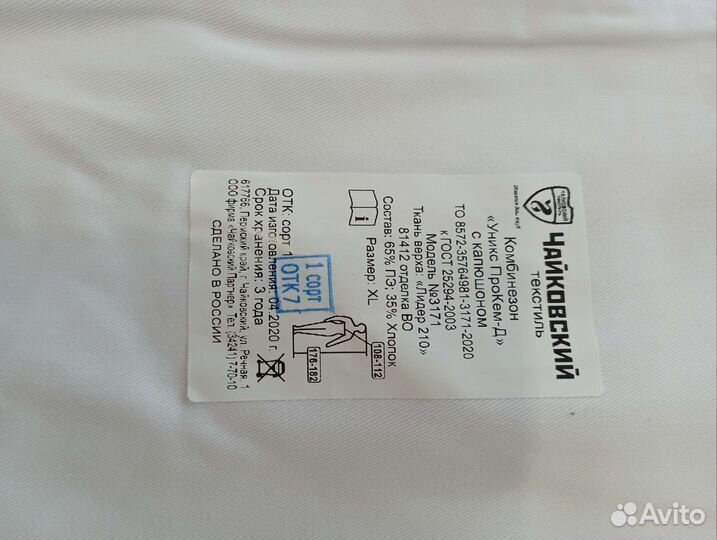 ЧАЙКОВСКИЙ
ТЕКСТИЛЬ
Комбинезон
«Уникс ПроКем-Д»
с капюшоном
ТО 8572-35764981-3171-2020
к ГОСТ 25294-2003
Модель №3171
Ткань верха: «Лидер 210»
81412 отделка ВО
Состав: 65% ПЭ; 35% Хлопок
Размер: XL
108-112
176-182
ОТК: сорт 1
1 сорт
ОТК7
Дата изготовления: 04.2020 г.
Срок хранения: 3 года
617766, Пермский край, г. Чайковский, ул. Речная, 1
ООО фирма «Чайковский Партнер» Тел. (34241) 7-70-10
СДЕЛАНО В РОССИИ
Avito